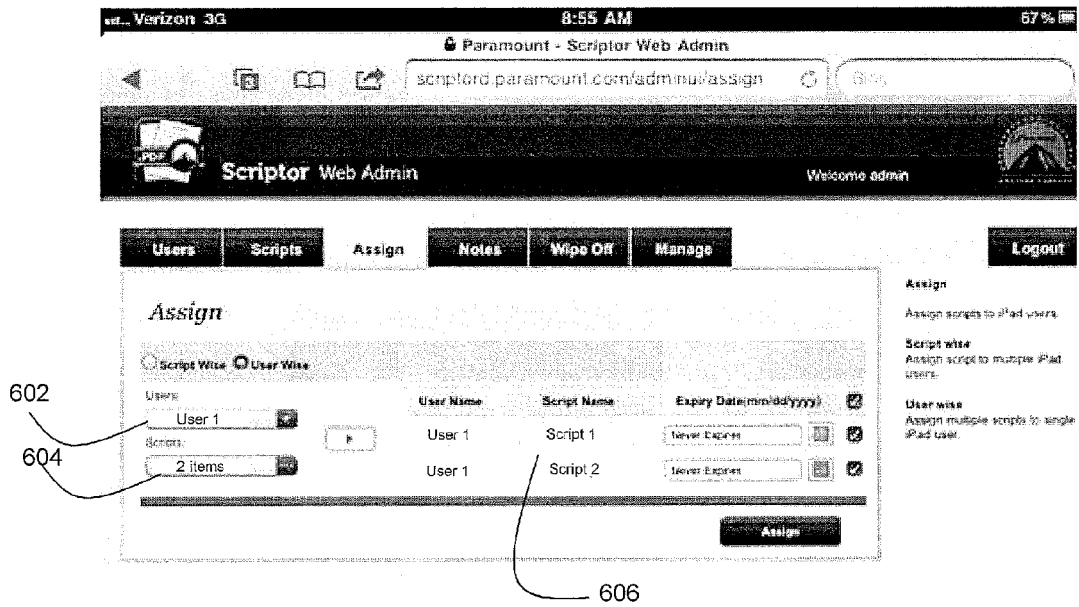 Verizon 3G 8:55 AM 67%
Paramount - Scriptor Web Admin
3
scriptord.paramount.com/adminui/assign
PDF
Scriptor Web Admin Welcome admin
Users Scripts Assign Notes Wipe Off Manage Logout
Assign
Script Wise User Wise
Users:
User 1
Scripts:
2 items
User Name Script Name Expiry Date(mm/dd/yyyy)
User 1 Script 1 Never Expires
User 1 Script 2 Never Expires
Assign
Assign
Assign scripts to iPad users.
Script wise
Assign script to multiple iPad
users.
User wise
Assign multiple scripts to single
iPad user.
602
604
606